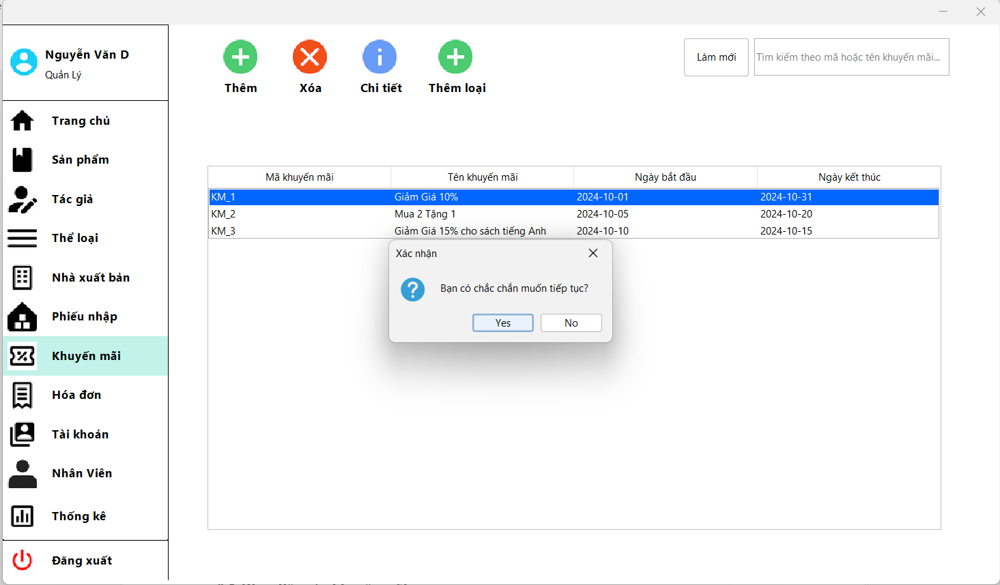 Nguyễn Văn D
Quản Lý
Trang chủ
Sản phẩm
Tác giả
Thể loại
Nhà xuất bản
Phiếu nhập
Khuyến mãi
Hóa đơn
Tài khoản
Nhân Viên
Thống kê
Đăng xuất
Thêm
Xóa
Chi tiết
Thêm loại
Làm mới
Tìm kiếm theo mã hoặc tên khuyến mãi...
Mã khuyến mãi Tên khuyến mãi Ngày bắt đầu Ngày kết thúc
KM_1 Giảm Giá 10% 2024-10-01 2024-10-31
KM_2 Mua 2 Tặng 1 2024-10-05 2024-10-20
KM_3 Giảm Giá 15% cho sách tiếng Anh 2024-10-10 2024-10-15
Xác nhận
Bạn có chắc chắn muốn tiếp tục?
Yes
No